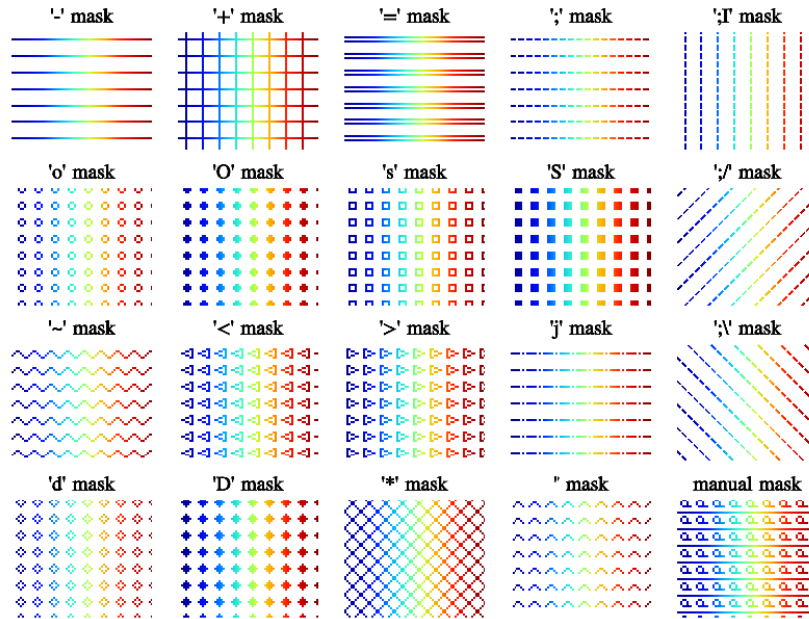 '-' mask
'+' mask
'=' mask
';' mask
';I' mask
'o' mask
'O' mask
's' mask
'S' mask
';/' mask
'~' mask
'<' mask
'>' mask
'j' mask
';\' mask
'd' mask
'D' mask
'*' mask
'' mask
manual mask